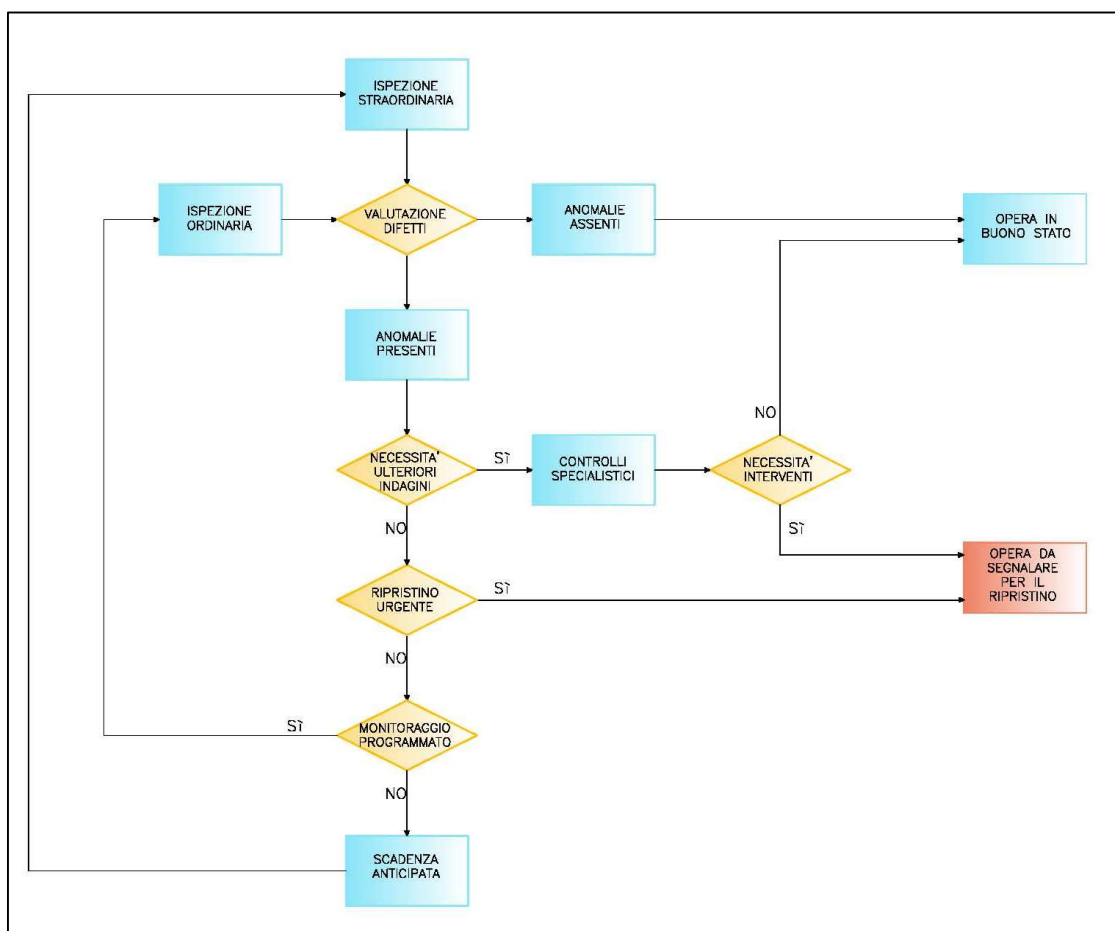 ISPEZIONE
STRAORDINARIA
ISPEZIONE
ORDINARIA
VALUTAZIONE
DIFETTI
ANOMALIE
ASSENTI
OPERA IN
BUONO STATO
ANOMALIE
PRESENTI
NO
NECESSITA'
ULTERIORI
INDAGINI
Sì
CONTROLLI
SPECIALISTICI
NECESSITA'
INTERVENTI
NO
Sì
RIPRISTINO
URGENTE
Sì
OPERA DA
SEGNALARE
PER IL
RIPRISTINO
NO
Sì
MONITORAGGIO
PROGRAMMATO
NO
SCADENZA
ANTICIPATA